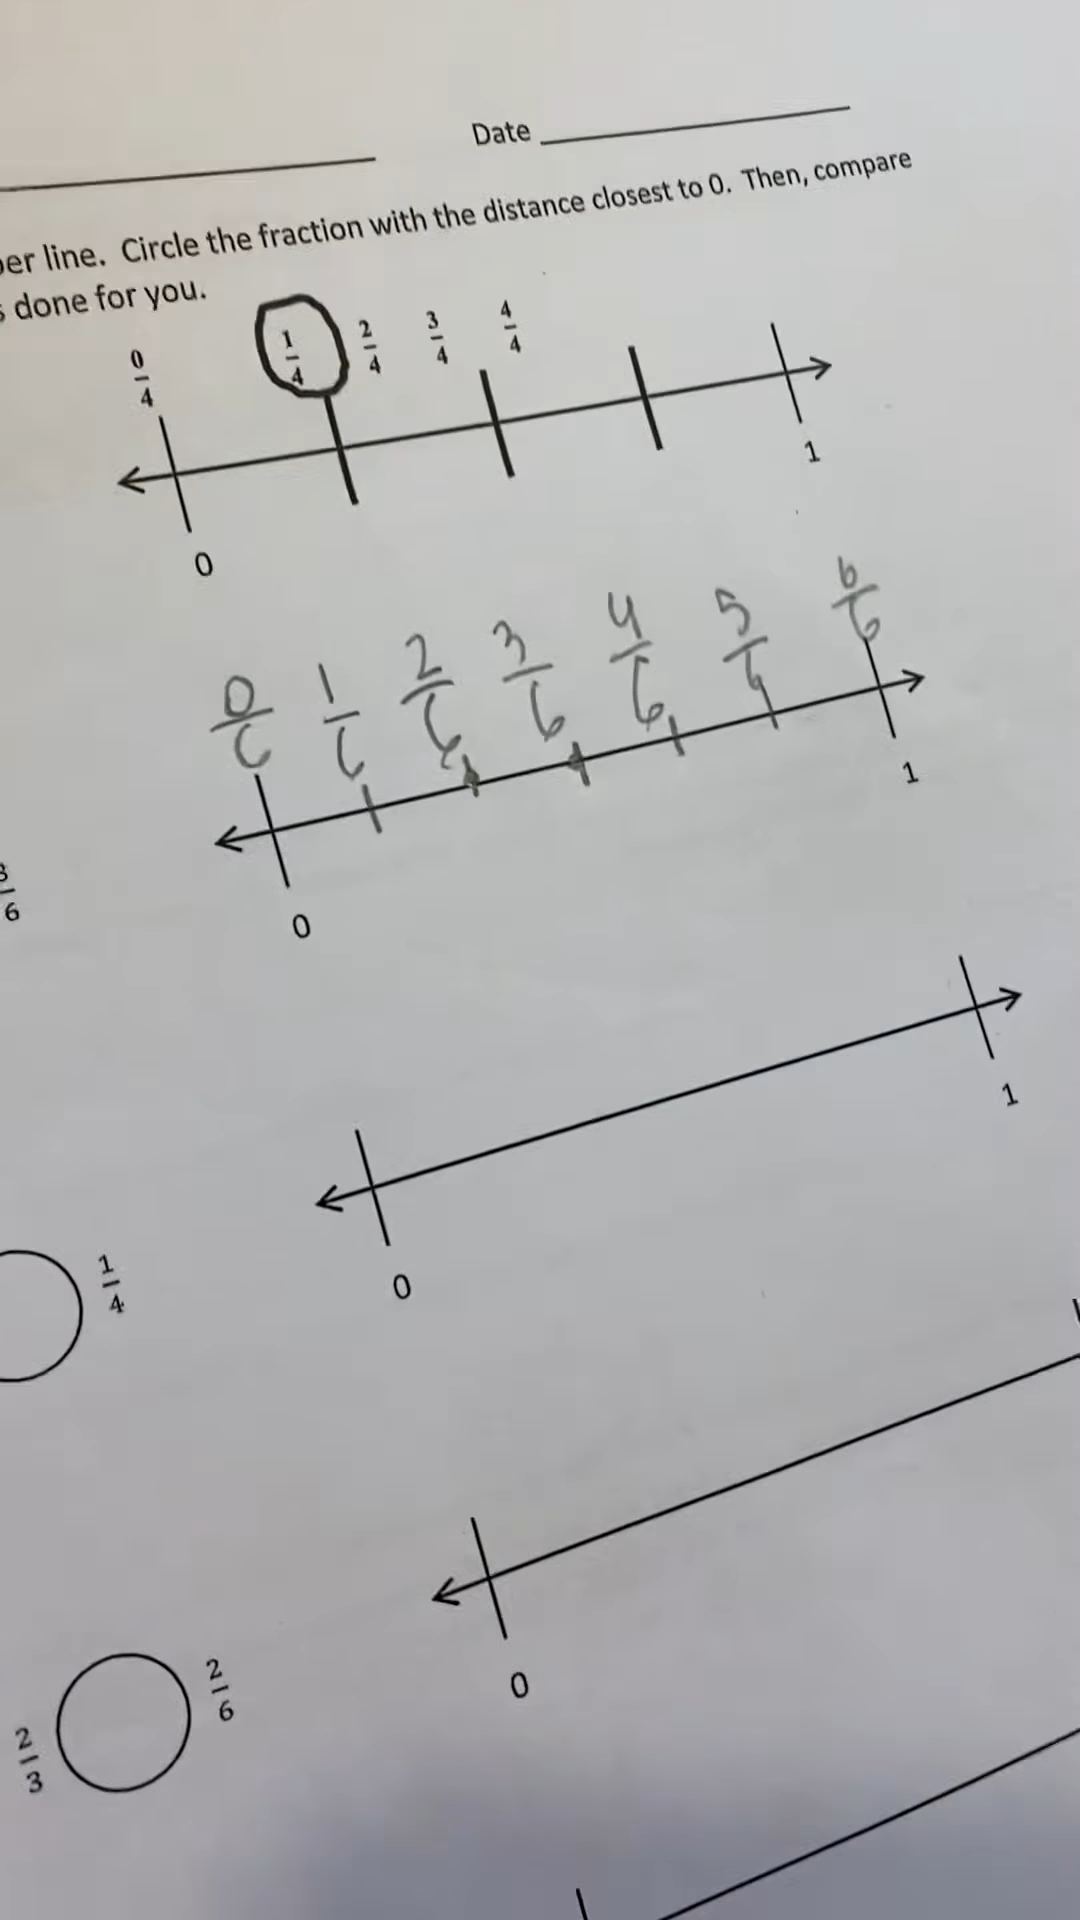 Date
er line. Circle the fraction with the distance closest to 0. Then, compare
s done for you.
0/4 1/4 2/4 3/4 4/4
0 1
0/6 1/6 2/6 3/6 4/6 5/6 6/6
0 1
3/6
0 1
1/4
0
2/3 2/6